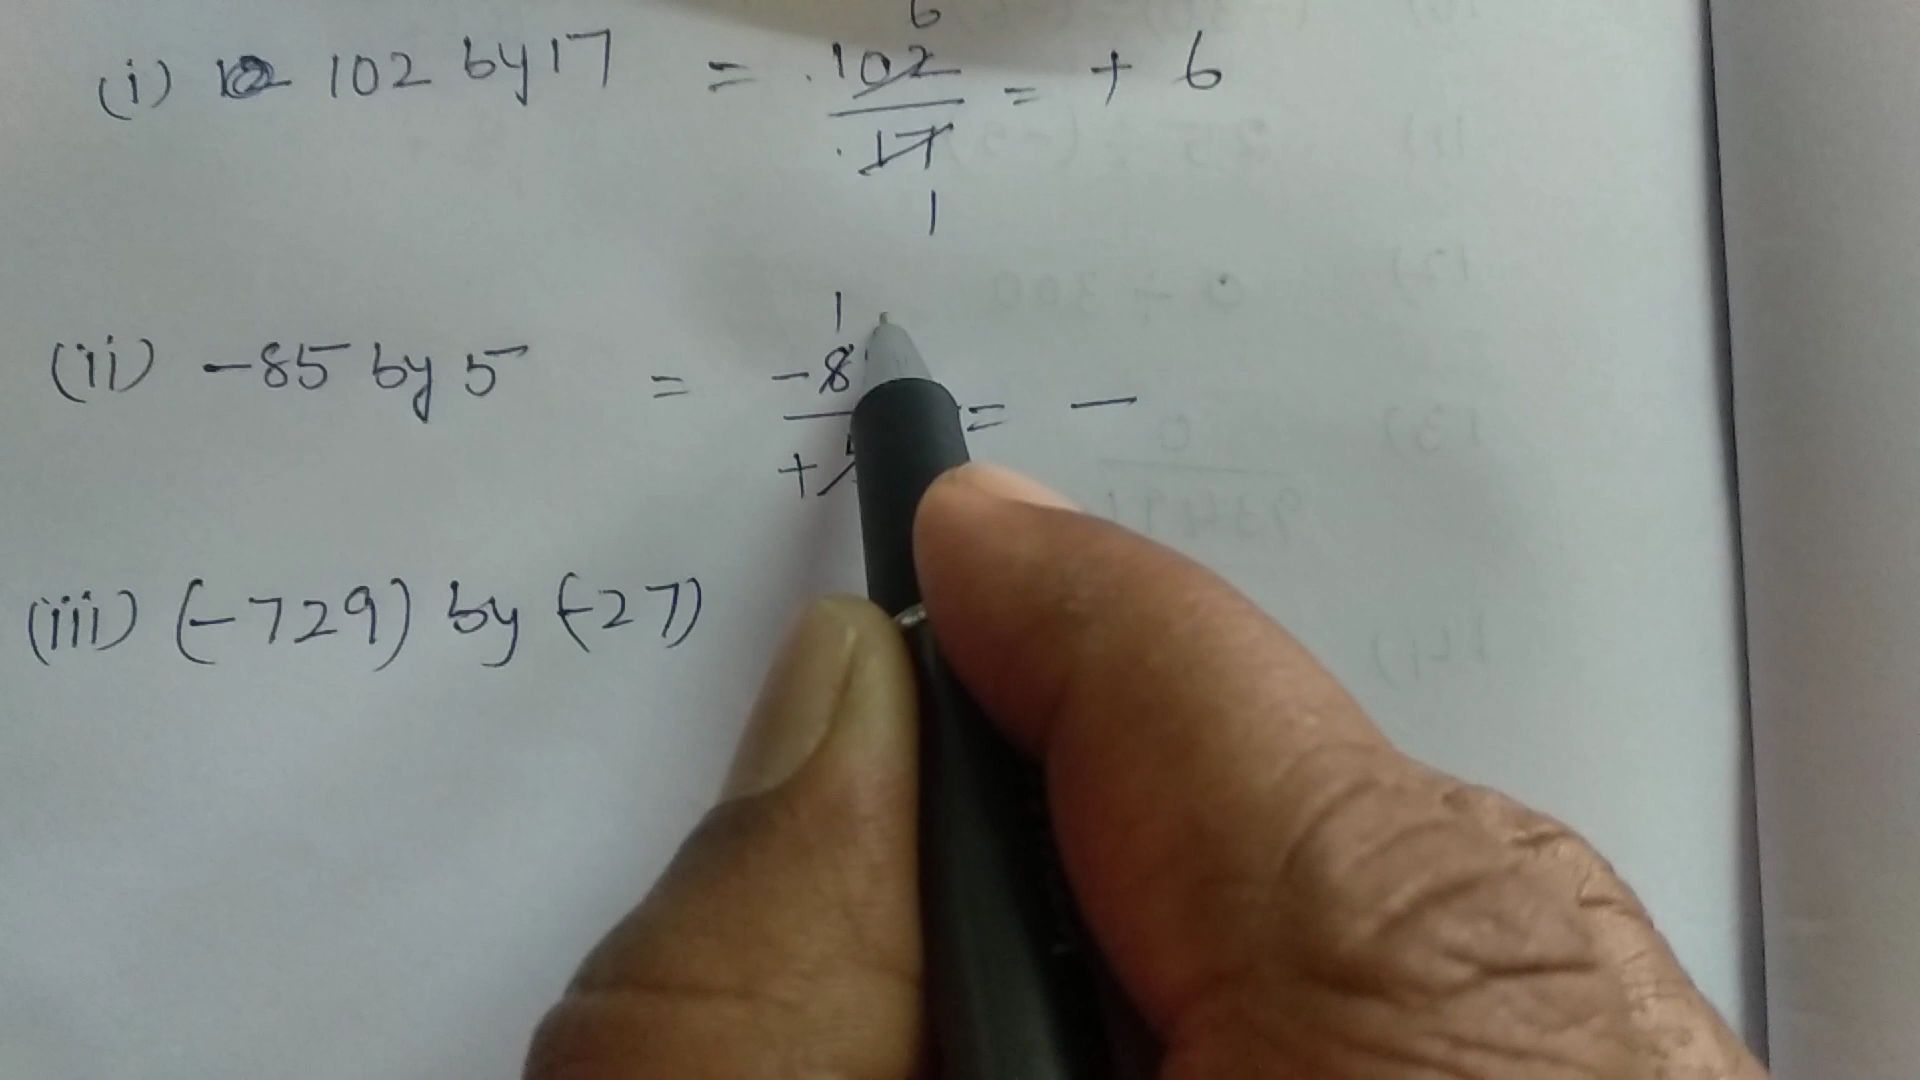 6
(i) 102 by 17 = 102 = + 6
17
1
1
(ii) -85 by 5 = -8 = -
+
(iii) (-729) by (-27)